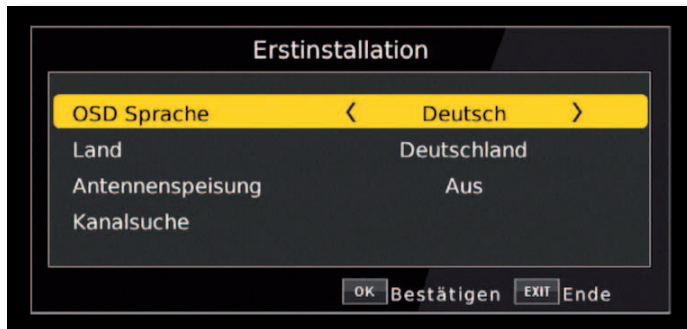 Erstinstallation
OSD Sprache < Deutsch >
Land Deutschland
Antennenspeisung Aus
Kanalsuche
OK Bestätigen EXIT Ende